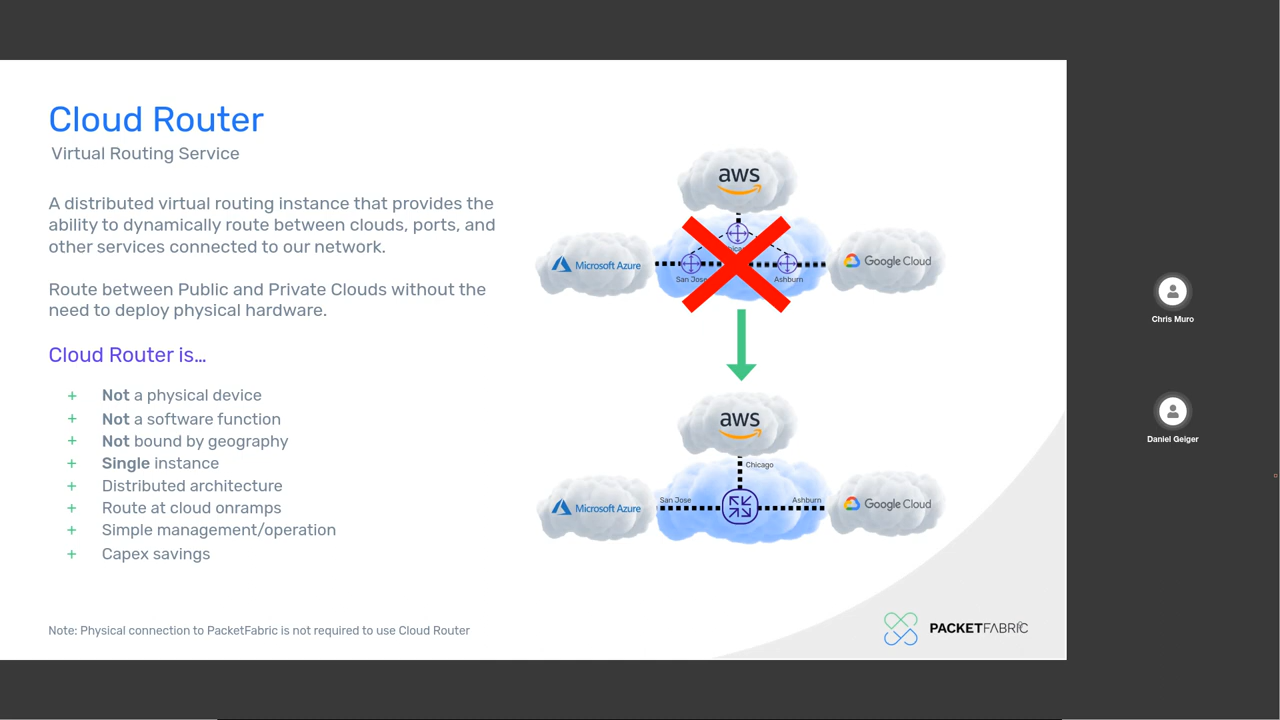 Cloud Router
Virtual Routing Service
A distributed virtual routing instance that provides the
ability to dynamically route between clouds, ports, and
other services connected to our network.
Route between Public and Private Clouds without the
need to deploy physical hardware.
Cloud Router is…
+ Not a physical device
+ Not a software function
+ Not bound by geography
+ Single instance
+ Distributed architecture
+ Route at cloud onramps
+ Simple management/operation
+ Capex savings
Note: Physical connection to PacketFabric is not required to use Cloud Router
aws
Microsoft Azure
San Jose
Ashburn
Google Cloud
aws
Chicago
Microsoft Azure
San Jose
Ashburn
Google Cloud
PACKETFABRIC
Chris Muro
Daniel Geiger